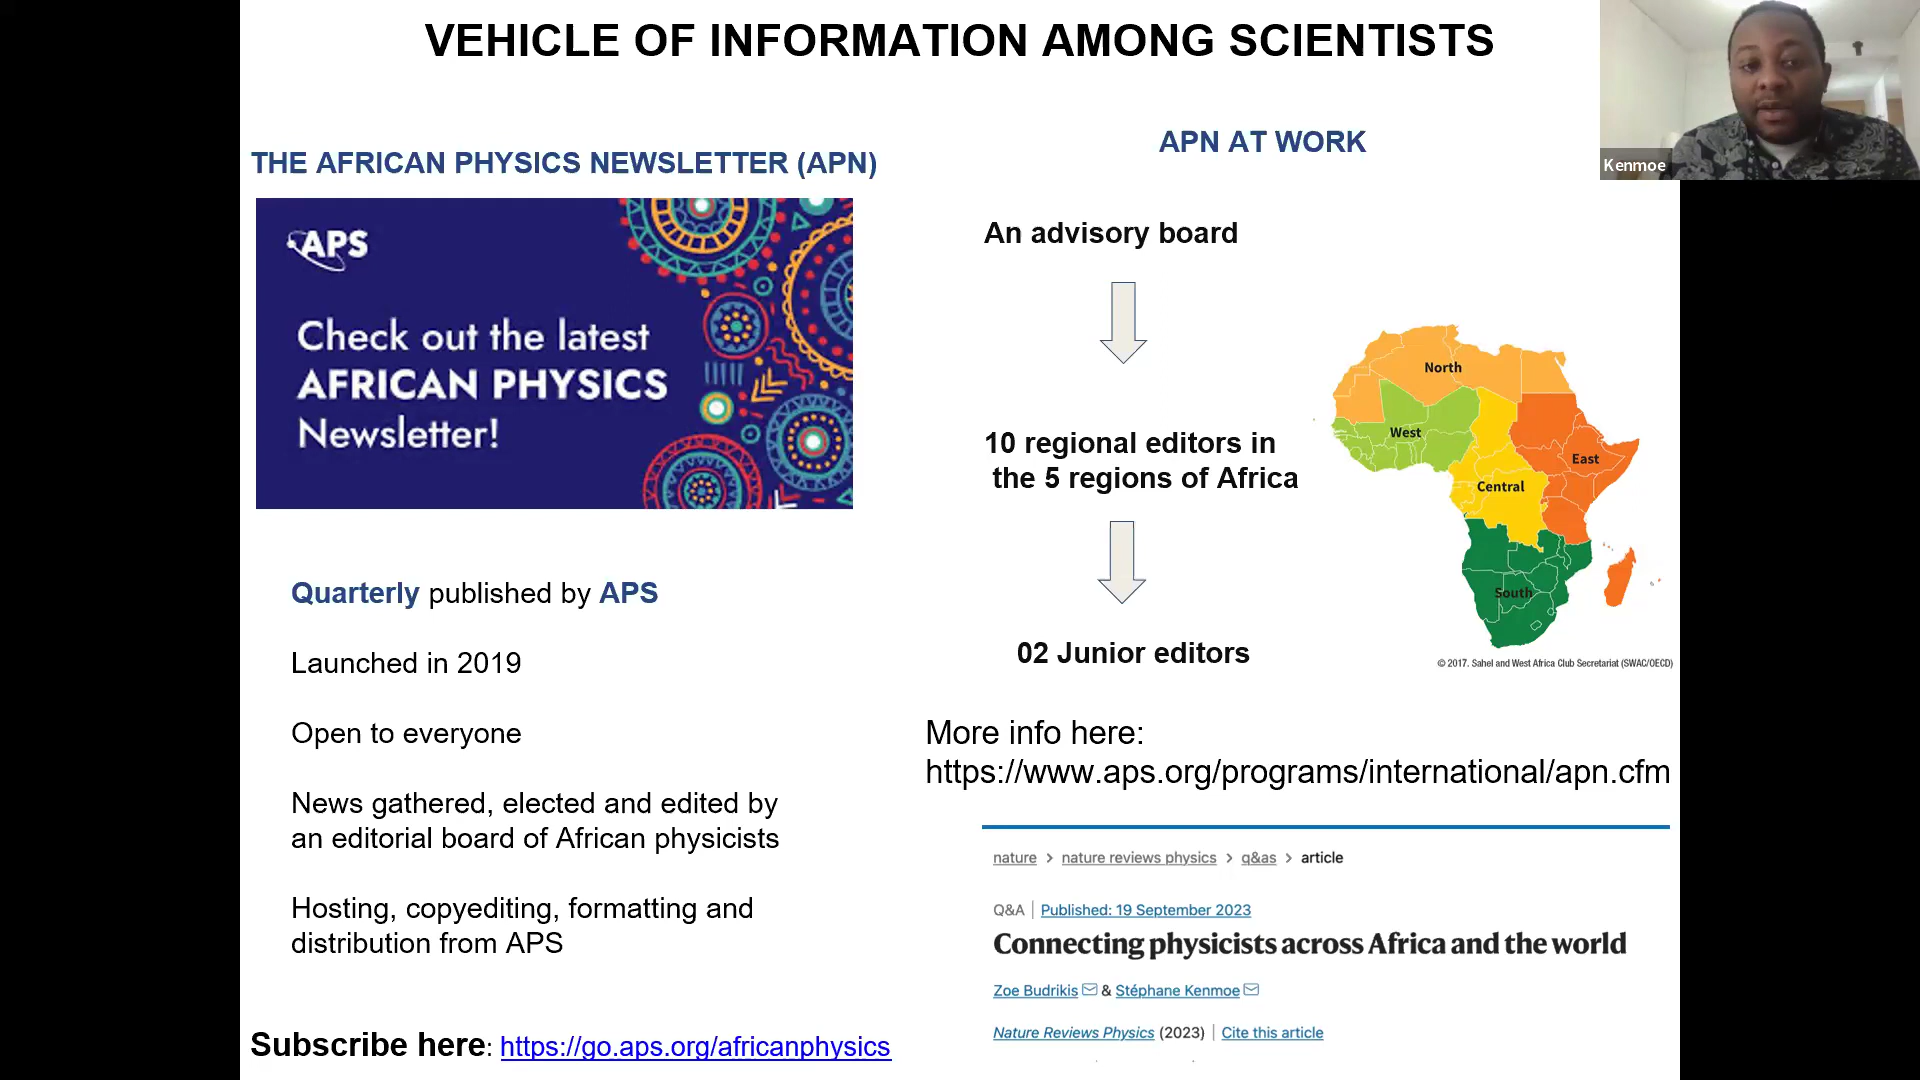 VEHICLE OF INFORMATION AMONG SCIENTISTS
Kenmoe
THE AFRICAN PHYSICS NEWSLETTER (APN)
APS
Check out the latest
AFRICAN PHYSICS
Newsletter!
Quarterly published by APS
Launched in 2019
Open to everyone
News gathered, elected and edited by
an editorial board of African physicists
Hosting, copyediting, formatting and
distribution from APS
Subscribe here: https://go.aps.org/africanphysics
APN AT WORK
An advisory board
10 regional editors in
the 5 regions of Africa
02 Junior editors
North
West
East
Central
South
© 2017. Sahel and West Africa Club Secretariat (SWAC/OECD)
More info here:
https://www.aps.org/programs/international/apn.cfm
nature > nature reviews physics > q&as > article
Q&A | Published: 19 September 2023
Connecting physicists across Africa and the world
Zoe Budrikis & Stéphane Kenmoe
Nature Reviews Physics (2023) | Cite this article